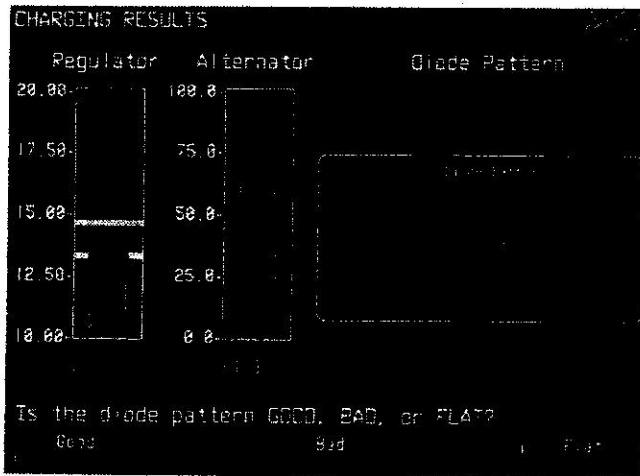 CHARGING RESULTS
Regulator Alternator Diode Pattern
20.00 100.0
17.50 75.0
15.00 50.0
12.50 25.0
10.00 0.0
Is the diode pattern GOOD, BAD, or FLAT?
Good Bad Flat